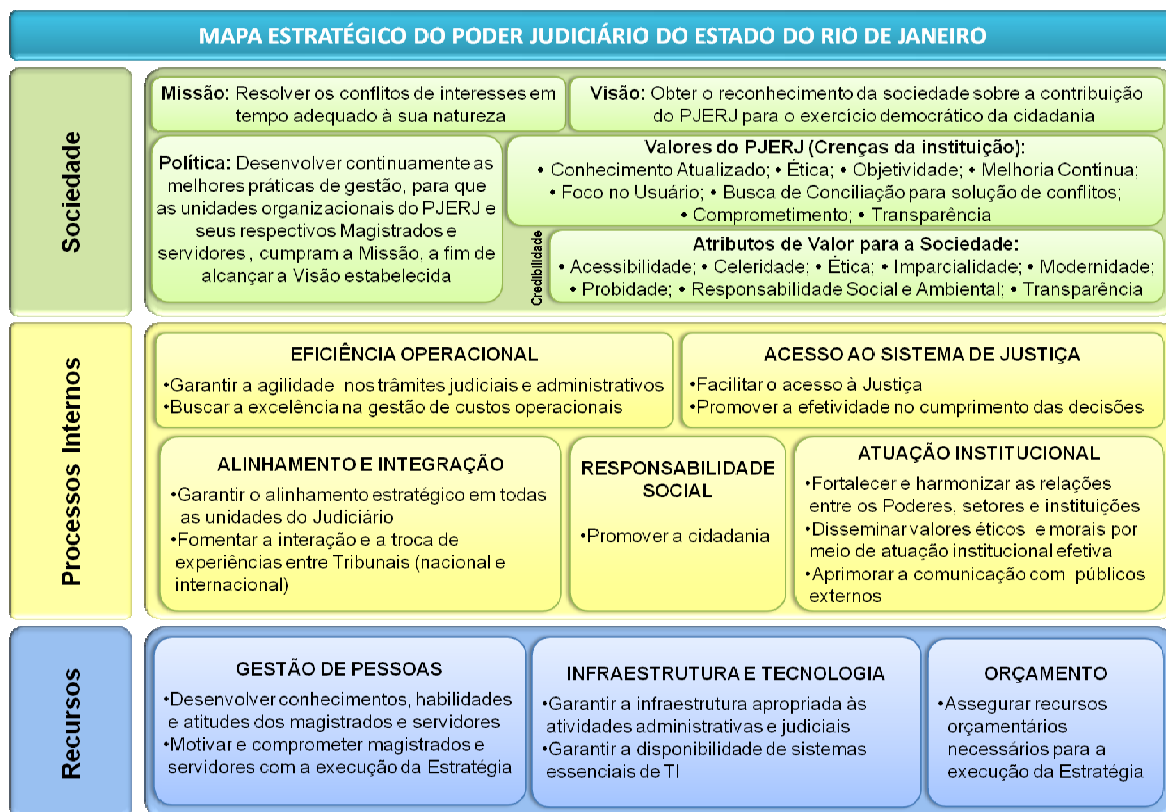 MAPA ESTRATÉGICO DO PODER JUDICIÁRIO DO ESTADO DO RIO DE JANEIRO
Sociedade
Missão: Resolver os conflitos de interesses em
tempo adequado à sua natureza
Visão: Obter o reconhecimento da sociedade sobre a contribuição
do PJERJ para o exercício democrático da cidadania
Política: Desenvolver continuamente as
melhores práticas de gestão, para que
as unidades organizacionais do PJERJ e
seus respectivos Magistrados e
servidores , cumpram a Missão, a fim de
alcançar a Visão estabelecida
Valores do PJERJ (Crenças da instituição):
• Conhecimento Atualizado; • Ética; • Objetividade; • Melhoria Contínua;
• Foco no Usuário; • Busca de Conciliação para solução de conflitos;
• Comprometimento; • Transparência
Credibilidade
Atributos de Valor para a Sociedade:
• Acessibilidade; • Celeridade; • Ética; • Imparcialidade; • Modernidade;
• Probidade; • Responsabilidade Social e Ambiental; • Transparência
Processos Internos
EFICIÊNCIA OPERACIONAL
•Garantir a agilidade nos trâmites judiciais e administrativos
•Buscar a excelência na gestão de custos operacionais
ACESSO AO SISTEMA DE JUSTIÇA
•Facilitar o acesso à Justiça
•Promover a efetividade no cumprimento das decisões
ALINHAMENTO E INTEGRAÇÃO
•Garantir o alinhamento estratégico em todas
as unidades do Judiciário
•Fomentar a interação e a troca de
experiências entre Tribunais (nacional e
internacional)
RESPONSABILIDADE
SOCIAL
•Promover a cidadania
ATUAÇÃO INSTITUCIONAL
•Fortalecer e harmonizar as relações
entre os Poderes, setores e instituições
•Disseminar valores éticos e morais por
meio de atuação institucional efetiva
•Aprimorar a comunicação com públicos
externos
Recursos
GESTÃO DE PESSOAS
•Desenvolver conhecimentos, habilidades
e atitudes dos magistrados e servidores
•Motivar e comprometer magistrados e
servidores com a execução da Estratégia
INFRAESTRUTURA E TECNOLOGIA
•Garantir a infraestrutura apropriada às
atividades administrativas e judiciais
•Garantir a disponibilidade de sistemas
essenciais de TI
ORÇAMENTO
•Assegurar recursos
orçamentários
necessários para a
execução da Estratégia